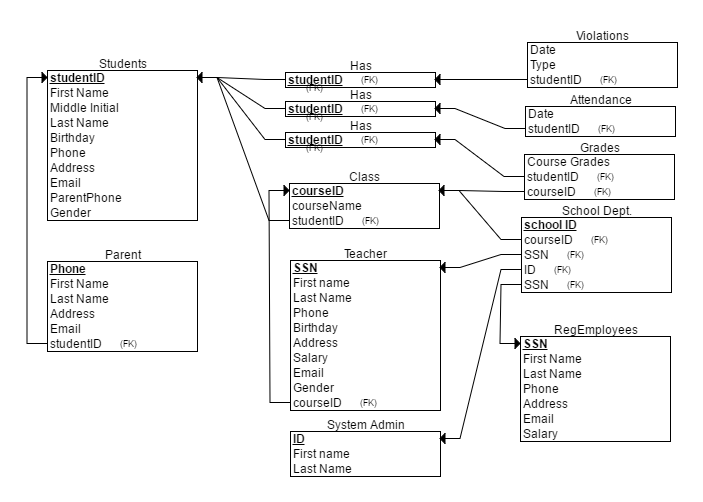 Students
studentID
First Name
Middle Initial
Last Name
Birthday
Phone
Address
Email
ParentPhone
Gender
Parent
Phone
First Name
Last Name
Address
Email
studentID (FK)
Has
studentID (FK)
(FK)
Has
studentID (FK)
(FK)
Has
studentID (FK)
(FK)
Class
courseID
courseName
studentID (FK)
Teacher
SSN
First name
Last Name
Phone
Birthday
Address
Salary
Email
Gender
courseID (FK)
System Admin
ID
First name
Last Name
Violations
Date
Type
studentID (FK)
Attendance
Date
studentID (FK)
Grades
Course Grades
studentID (FK)
courseID (FK)
School Dept.
school ID
courseID (FK)
SSN (FK)
ID (FK)
SSN (FK)
RegEmployees
SSN
First Name
Last Name
Phone
Address
Email
Salary